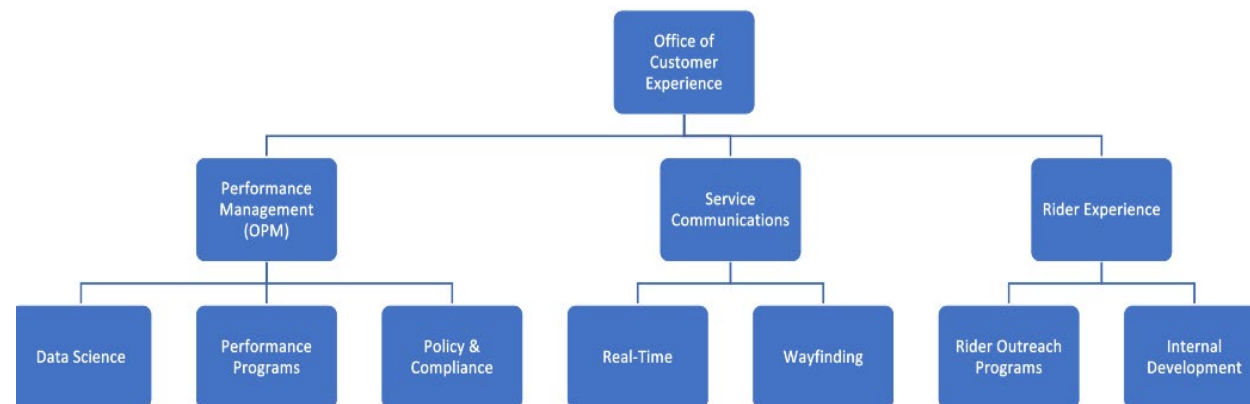 Office of
Customer
Experience
Performance
Management
(OPM)
Service
Communications
Rider Experience
Data Science
Performance
Programs
Policy &
Compliance
Real-Time
Wayfinding
Rider Outreach
Programs
Internal
Development